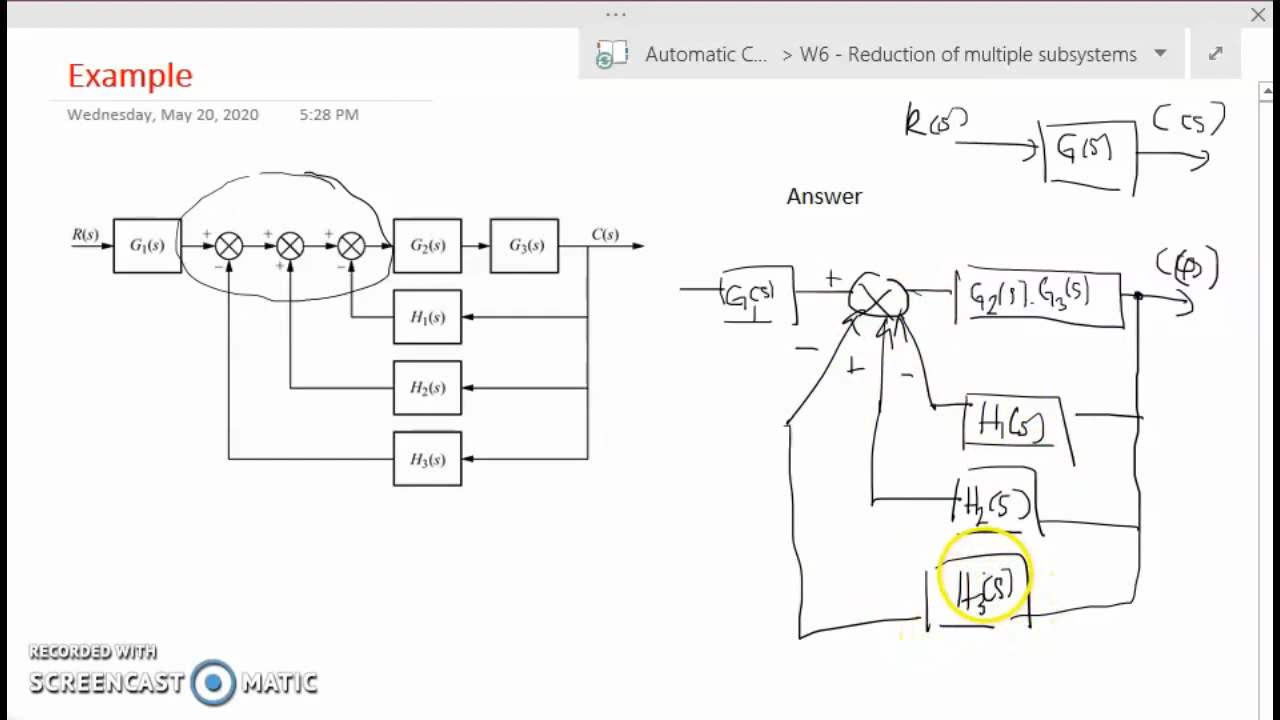 ...
Automatic C... > W6 - Reduction of multiple subsystems
Example
Wednesday, May 20, 2020 5:28 PM
R(s) G(s) C(s)
Answer
R(s) G₁(s) + − + + + − G₂(s) G₃(s) C(s)
H₁(s)
H₂(s)
H₃(s)
G₁(s) + − + − G₂(s).G₃(s) C(s)
H₁(s)
H₂(s)
H₃(s)
RECORDED WITH
SCREENCAST MATIC